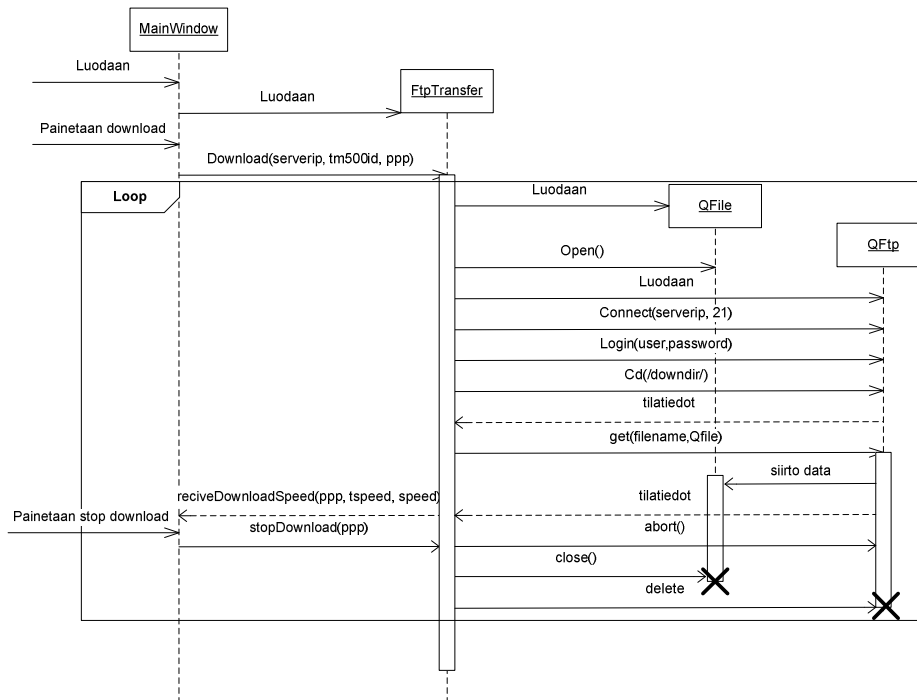 MainWindow
Luodaan
FtpTransfer
Luodaan
Painetaan download
Download(serverip, tm500id, ppp)
Loop
Luodaan
QFile
QFtp
Open()
Luodaan
Connect(serverip, 21)
Login(user,password)
Cd(/downdir/)
tilatiedot
get(filename,Qfile)
siirto data
reciveDownloadSpeed(ppp, tspeed, speed)
tilatiedot
Painetaan stop download
stopDownload(ppp)
abort()
close()
delete